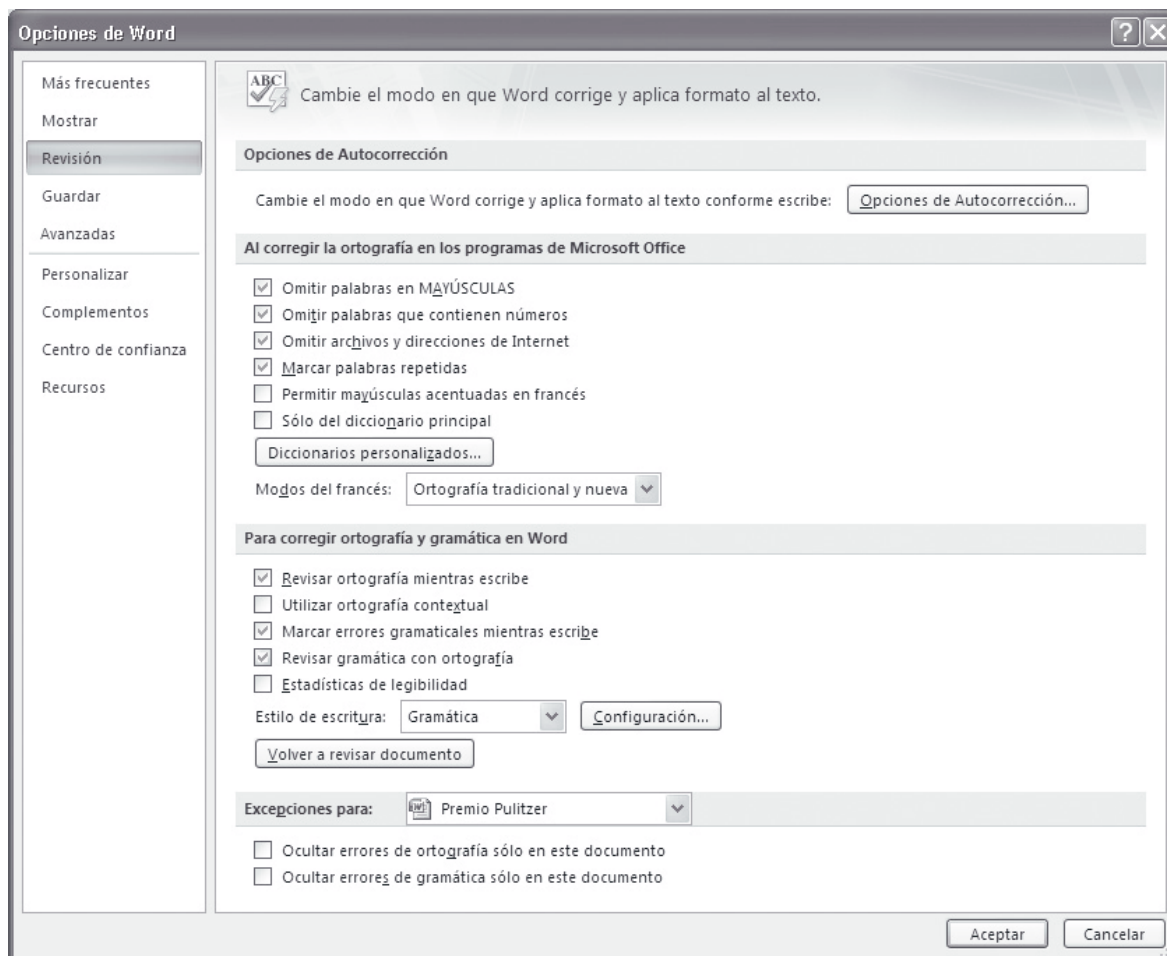 Opciones de Word
Más frecuentes
Mostrar
Revisión
Guardar
Avanzadas
Personalizar
Complementos
Centro de confianza
Recursos
ABC
Cambie el modo en que Word corrige y aplica formato al texto.
Opciones de Autocorrección
Cambie el modo en que Word corrige y aplica formato al texto conforme escribe: Opciones de Autocorrección...
Al corregir la ortografía en los programas de Microsoft Office
Omitir palabras en MAYÚSCULAS
Omitir palabras que contienen números
Omitir archivos y direcciones de Internet
Marcar palabras repetidas
Permitir mayúsculas acentuadas en francés
Sólo del diccionario principal
Diccionarios personalizados...
Modos del francés: Ortografía tradicional y nueva
Para corregir ortografía y gramática en Word
Revisar ortografía mientras escribe
Utilizar ortografía contextual
Marcar errores gramaticales mientras escribe
Revisar gramática con ortografía
Estadísticas de legibilidad
Estilo de escritura: Gramática Configuración...
Volver a revisar documento
Excepciones para: Premio Pulitzer
Ocultar errores de ortografía sólo en este documento
Ocultar errores de gramática sólo en este documento
Aceptar Cancelar